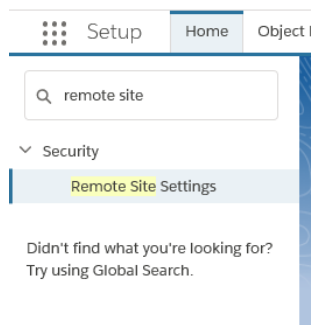 Setup
Home
Object
remote site
Security
Remote Site Settings
Didn't find what you're looking for?
Try using Global Search.